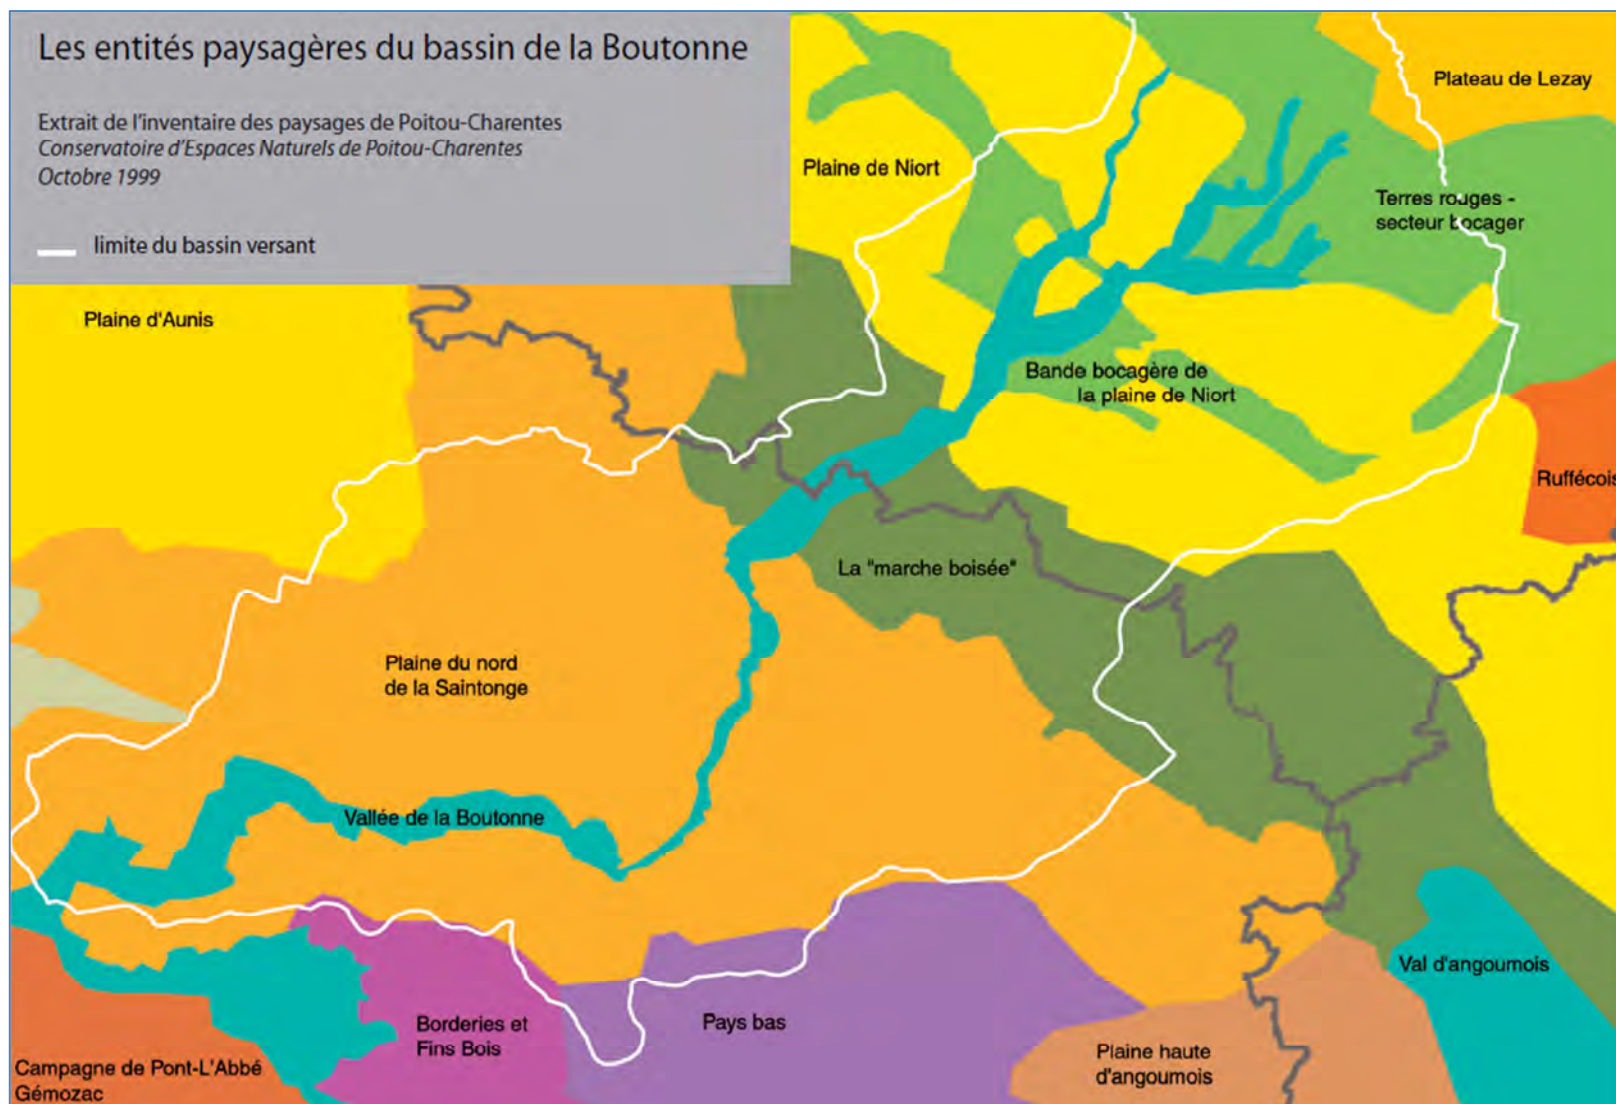 Les entités paysagères du bassin de la Boutonne
Extrait de l'inventaire des paysages de Poitou-Charentes
Conservatoire d'Espaces Naturels de Poitou-Charentes
Octobre 1999
limite du bassin versant
Plateau de Lezay
Plaine de Niort
Terres rouges -
secteur bocager
Plaine d'Aunis
Bande bocagère de
la plaine de Niort
Ruffécois
La "marche boisée"
Plaine du nord
de la Saintonge
Vallée de la Boutonne
Val d'angoumois
Borderies et
Fins Bois
Pays bas
Plaine haute
d'angoumois
Campagne de Pont-L'Abbé
Gémozac